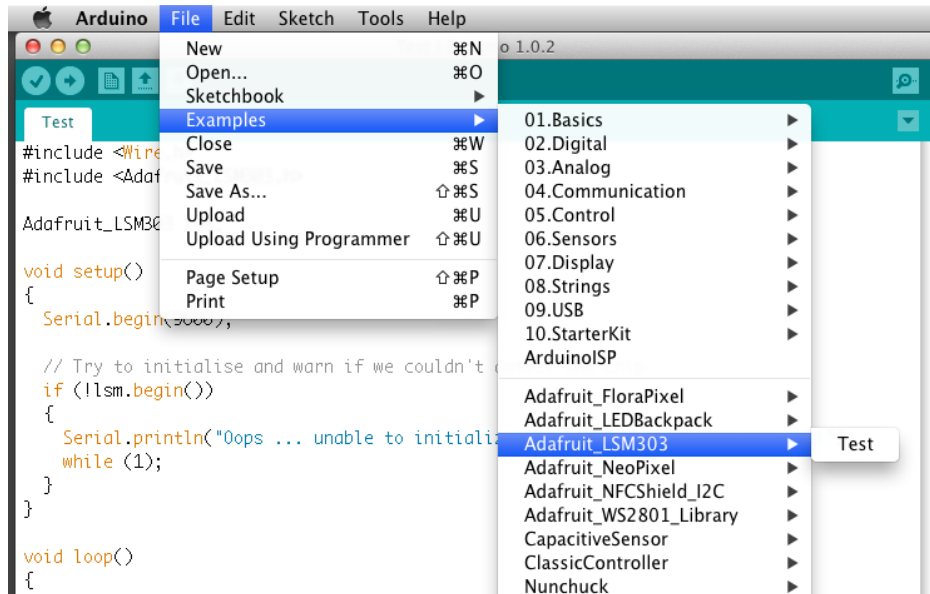 Arduino File Edit Sketch Tools Help
o 1.0.2
New ⌘N
Open... ⌘O
Sketchbook ▶
Examples ▶
Close ⌘W
Save ⌘S
Save As... ⇧⌘S
Upload ⌘U
Upload Using Programmer ⇧⌘U
Page Setup ⇧⌘P
Print ⌘P
01.Basics ▶
02.Digital ▶
03.Analog ▶
04.Communication ▶
05.Control ▶
06.Sensors ▶
07.Display ▶
08.Strings ▶
09.USB ▶
10.StarterKit ▶
ArduinoISP
Adafruit_FloraPixel ▶
Adafruit_LEDBackpack ▶
Adafruit_LSM303 ▶
Adafruit_NeoPixel ▶
Adafruit_NFCShield_I2C ▶
Adafruit_WS2801_Library ▶
CapacitiveSensor ▶
ClassicController ▶
Nunchuck ▶
Test
Test
#include <Wire
#include <Adaf
Adafruit_LSM30
void setup()
{
Serial.begin(9600);
// Try to initialise and warn if we couldn't
if (!lsm.begin())
{
Serial.println("Oops ... unable to initializ
while (1);
}
}
void loop()
{